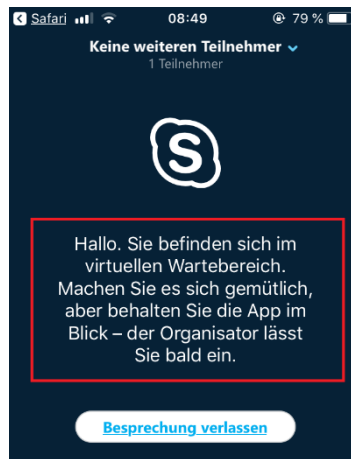 Safari 08:49 79 %
Keine weiteren Teilnehmer
1 Teilnehmer
S
Hallo. Sie befinden sich im
virtuellen Wartebereich.
Machen Sie es sich gemütlich,
aber behalten Sie die App im
Blick – der Organisator lässt
Sie bald ein.
Besprechung verlassen